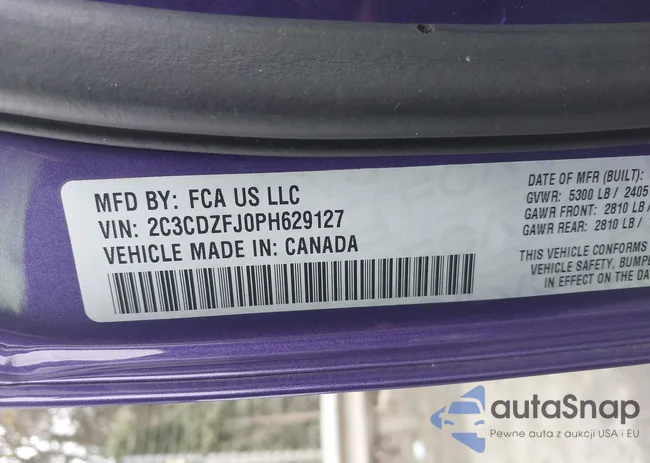 MFD BY: FCA US LLC
VIN: 2C3CDZFJ0PH629127
VEHICLE MADE IN: CANADA
DATE OF MFR (BUILT):
GVWR: 5300 LB / 2405
GAWR FRONT: 2810 LB /
GAWR REAR: 2810 LB /
THIS VEHICLE CONFORMS
VEHICLE SAFETY, BUMPE
IN EFFECT ON THE DA
autaSnap
Pewne auta z aukcji USA i EU